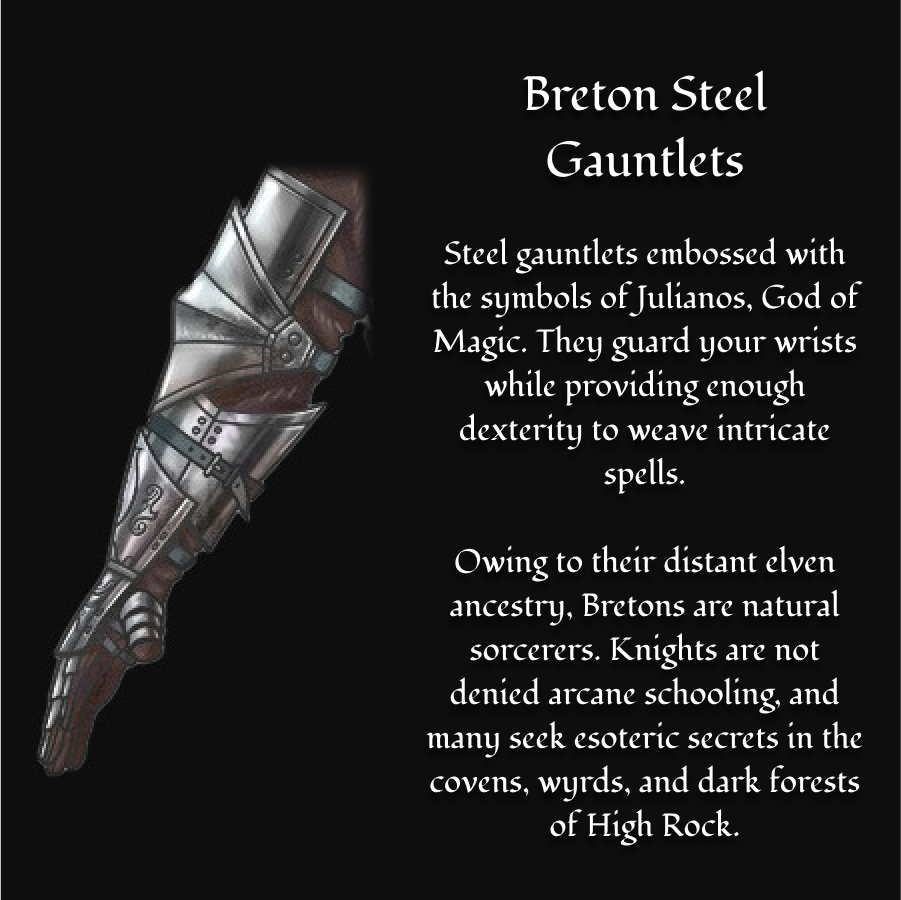 Breton Steel
Gauntlets
Steel gauntlets embossed with
the symbols of Julianos, God of
Magic. They guard your wrists
while providing enough
dexterity to weave intricate
spells.
Owing to their distant elven
ancestry, Bretons are natural
sorcerers. Knights are not
denied arcane schooling, and
many seek esoteric secrets in the
covens, wyrds, and dark forests
of High Rock.